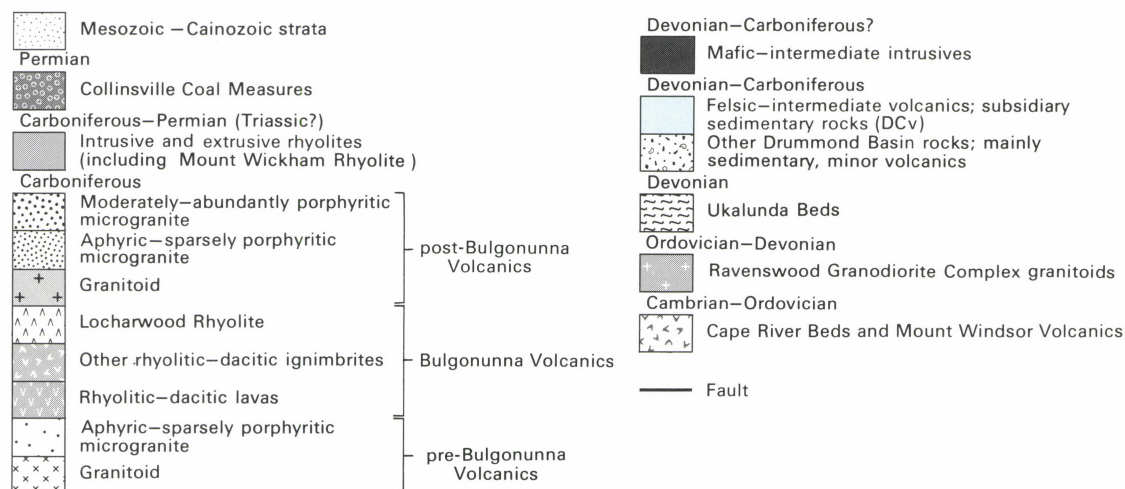 Mesozoic –Cainozoic strata
Permian
Collinsville Coal Measures
Carboniferous–Permian (Triassic?)
Intrusive and extrusive rhyolites
(including Mount Wickham Rhyolite )
Carboniferous
Moderately–abundantly porphyritic
microgranite
Aphyric–sparsely porphyritic
microgranite
Granitoid
post-Bulgonunna
Volcanics
Locharwood Rhyolite
Other rhyolitic–dacitic ignimbrites
Rhyolitic–dacitic lavas
Bulgonunna Volcanics
Aphyric–sparsely porphyritic
microgranite
Granitoid
pre-Bulgonunna
Volcanics
Devonian–Carboniferous?
Mafic–intermediate intrusives
Devonian–Carboniferous
Felsic–intermediate volcanics; subsidiary
sedimentary rocks (DCv)
Other Drummond Basin rocks; mainly
sedimentary, minor volcanics
Devonian
Ukalunda Beds
Ordovician–Devonian
Ravenswood Granodiorite Complex granitoids
Cambrian–Ordovician
Cape River Beds and Mount Windsor Volcanics
Fault